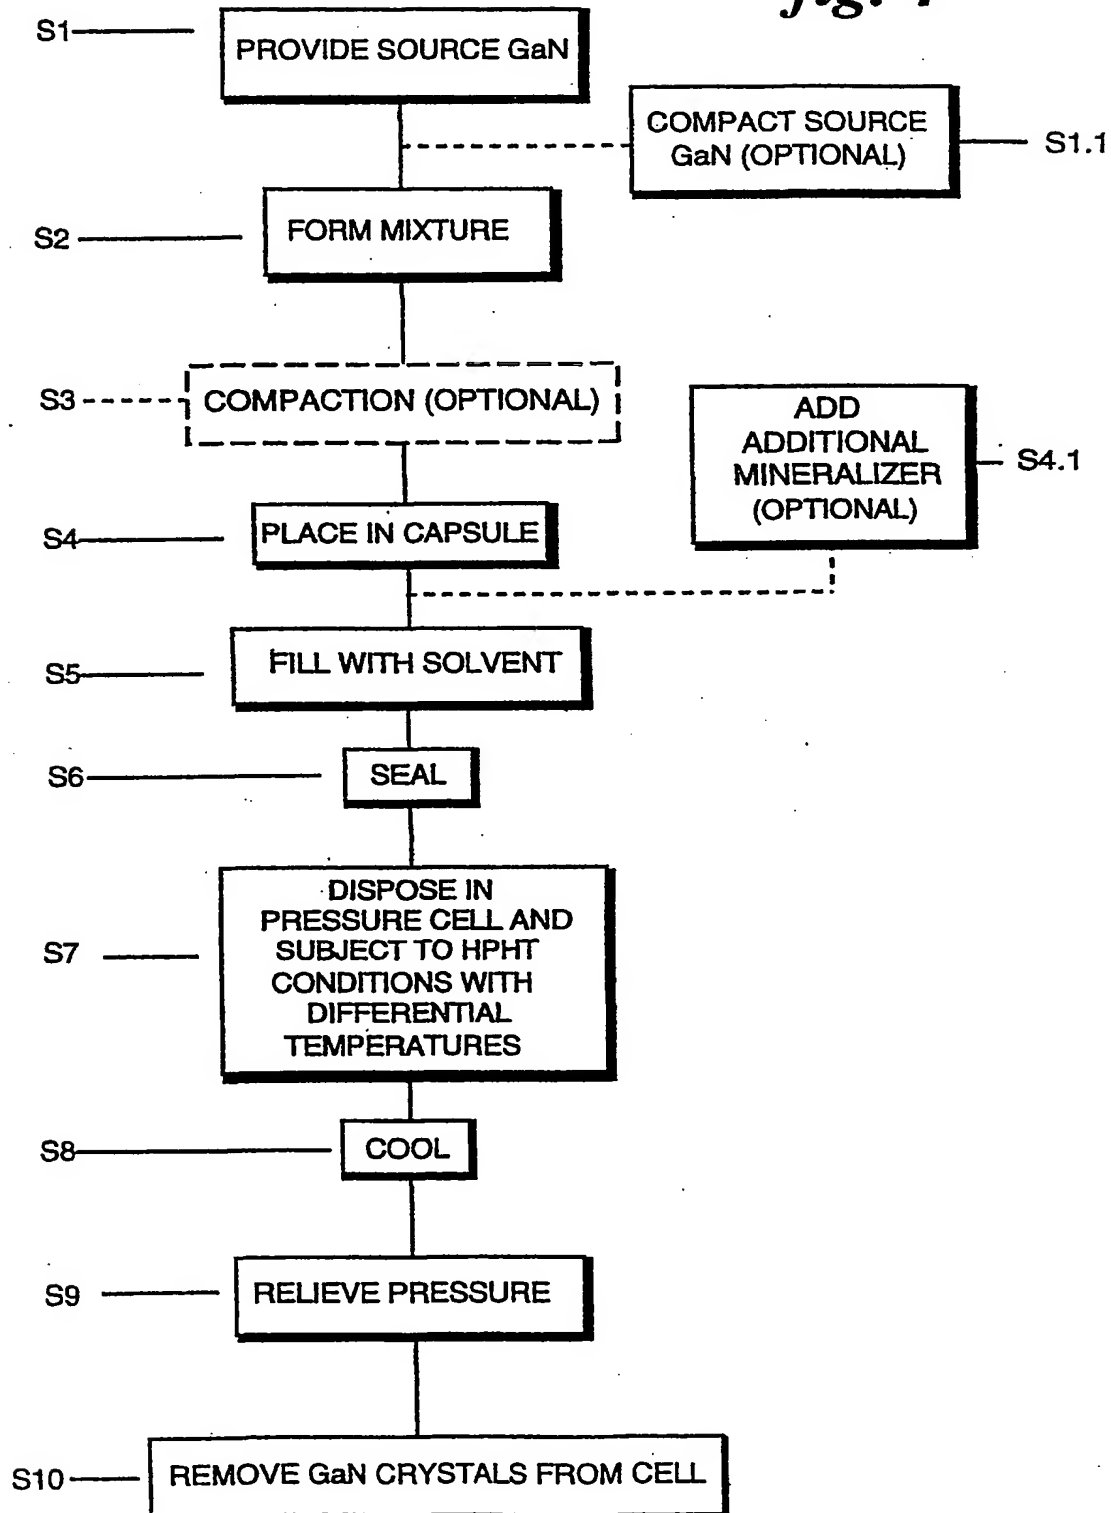 fig.
S1
PROVIDE SOURCE GaN
COMPACT SOURCE
GaN (OPTIONAL)
S1.1
S2
FORM MIXTURE
S3
COMPACTION (OPTIONAL)
ADD
ADDITIONAL
MINERALIZER
(OPTIONAL)
S4.1
S4
PLACE IN CAPSULE
S5
FILL WITH SOLVENT
S6
SEAL
S7
DISPOSE IN
PRESSURE CELL AND
SUBJECT TO HPHT
CONDITIONS WITH
DIFFERENTIAL
TEMPERATURES
S8
COOL
S9
RELIEVE PRESSURE
S10
REMOVE GaN CRYSTALS FROM CELL